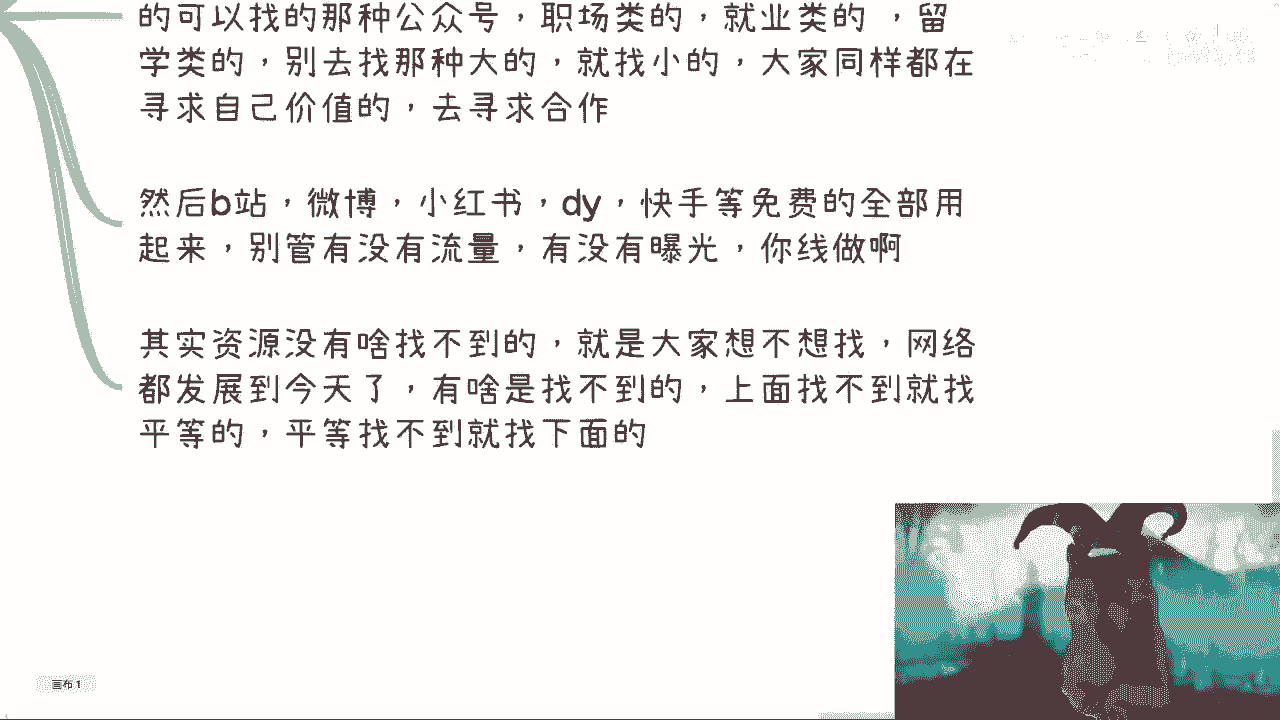 的可以找的那种公众号，职场类的，就业类的 ，留
学类的，别去找那种大的，就找小的，大家同样都在
寻求自己价值的，去寻求合作
然后b站，微博，小红书，dy，快手等免费的全部用
起来，别管有没有流量，有没有曝光，你线做啊
其实资源没有啥找不到的，就是大家想不想找，网络
都发展到今天了，有啥是找不到的，上面找不到就找
平等的，平等找不到就找下面的
画布 1